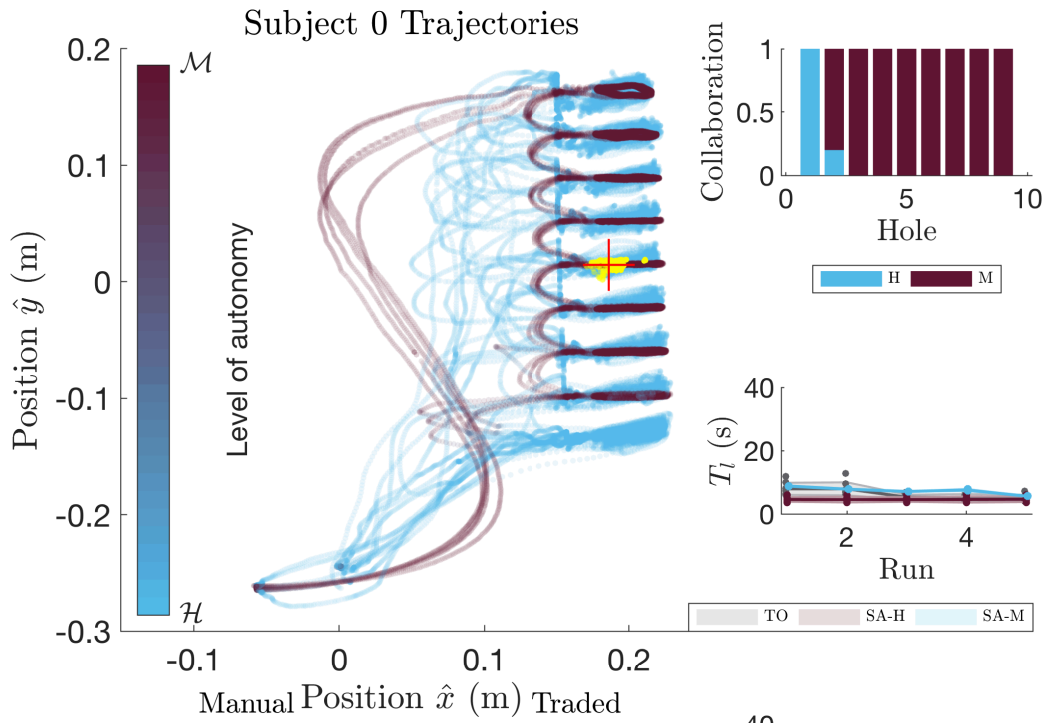 Subject 0 Trajectories
0.2
0.1
0
-0.1
-0.2
-0.3
Position ŷ (m)
ℳ
ℋ
Level of autonomy
-0.1
0
0.1
0.2
Manual Position x̂ (m) Traded
Collaboration
1
0.5
0
0
5
10
Hole
H
M
T_l (s)
40
20
0
2
4
Run
TO
SA-H
SA-M